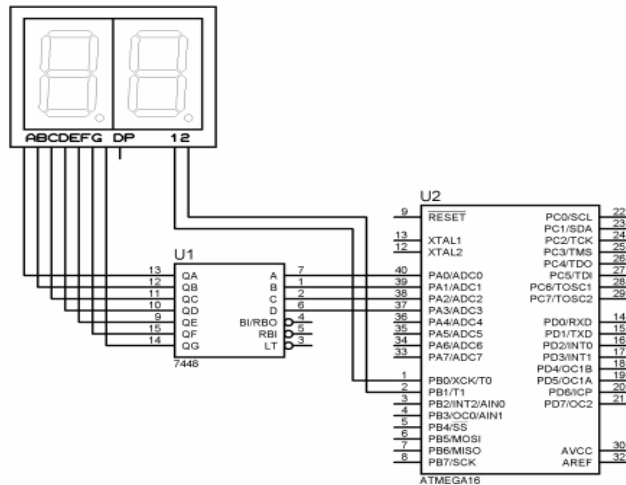 ABCDEFG DP 12
U1
13 QA A 7
12 QB B 1
11 QC C 2
10 QD D 6
9 QE BI/RBO 4
15 QF RBI 5
14 QG LT 3
7448
U2
9 RESET PC0/SCL 22
PC1/SDA 23
13 XTAL1 PC2/TCK 24
12 XTAL2 PC3/TMS 25
PC4/TDO 26
40 PA0/ADC0 PC5/TDI 27
39 PA1/ADC1 PC6/TOSC1 28
38 PA2/ADC2 PC7/TOSC2 29
37 PA3/ADC3
36 PA4/ADC4 PD0/RXD 14
35 PA5/ADC5 PD1/TXD 15
34 PA6/ADC6 PD2/INT0 16
33 PA7/ADC7 PD3/INT1 17
PD4/OC1B 18
1 PB0/XCK/T0 PD5/OC1A 19
2 PB1/T1 PD6/ICP 20
3 PB2/INT2/AIN0 PD7/OC2 21
4 PB3/OC0/AIN1
5 PB4/SS
6 PB5/MOSI
7 PB6/MISO AVCC 30
8 PB7/SCK AREF 32
ATMEGA16